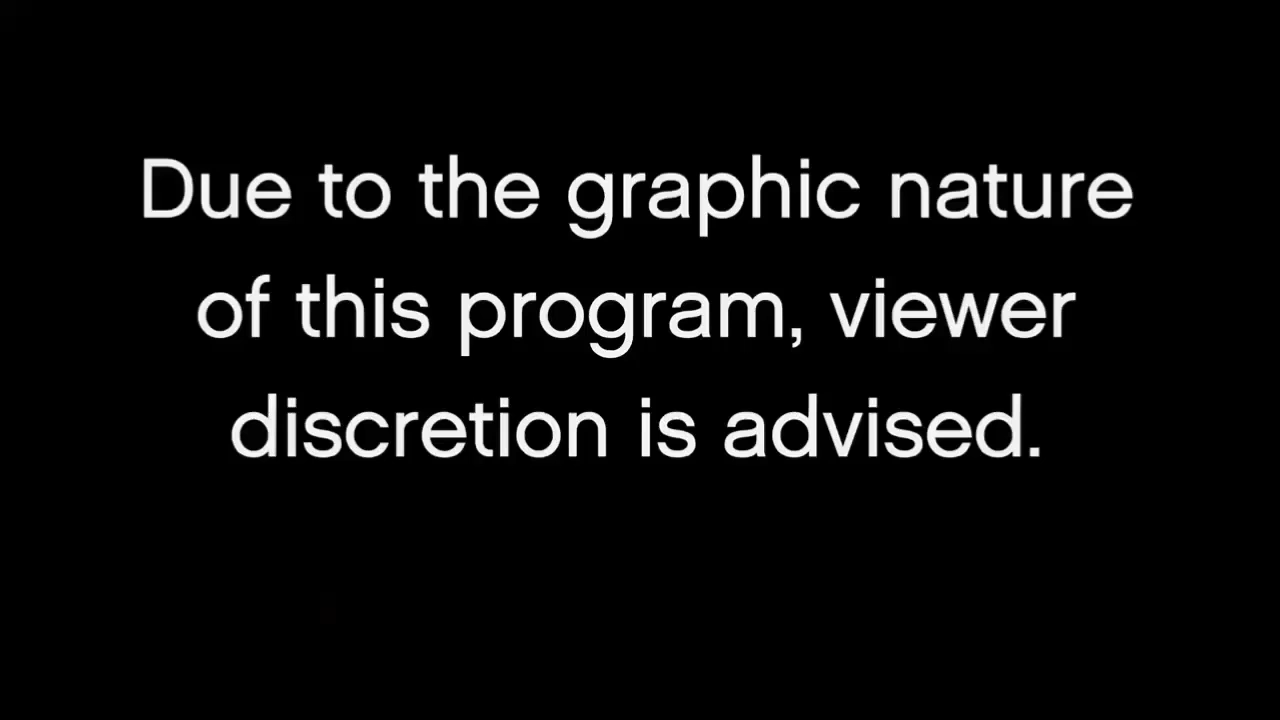 Due to the graphic nature
of this program, viewer
discretion is advised.